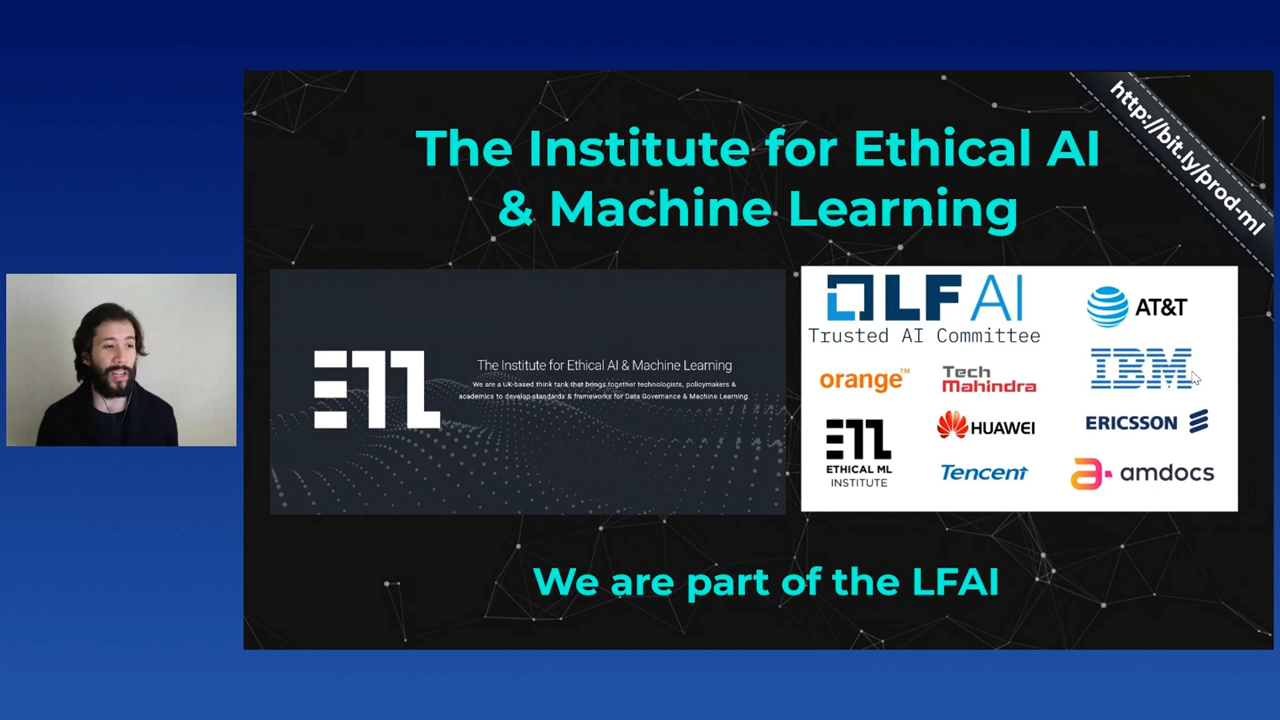 The Institute for Ethical AI
& Machine Learning
http://bit.ly/prod-ml
The Institute for Ethical AI & Machine Learning
We are a UK-based think tank that brings together technologists, policymakers &
academics to develop standards & frameworks for Data Governance & Machine Learning.
LF AI
Trusted AI Committee
AT&T
orange™
Tech
Mahindra
IBM
ETHICAL ML
INSTITUTE
HUAWEI
ERICSSON
Tencent
amdocs
We are part of the LFAI